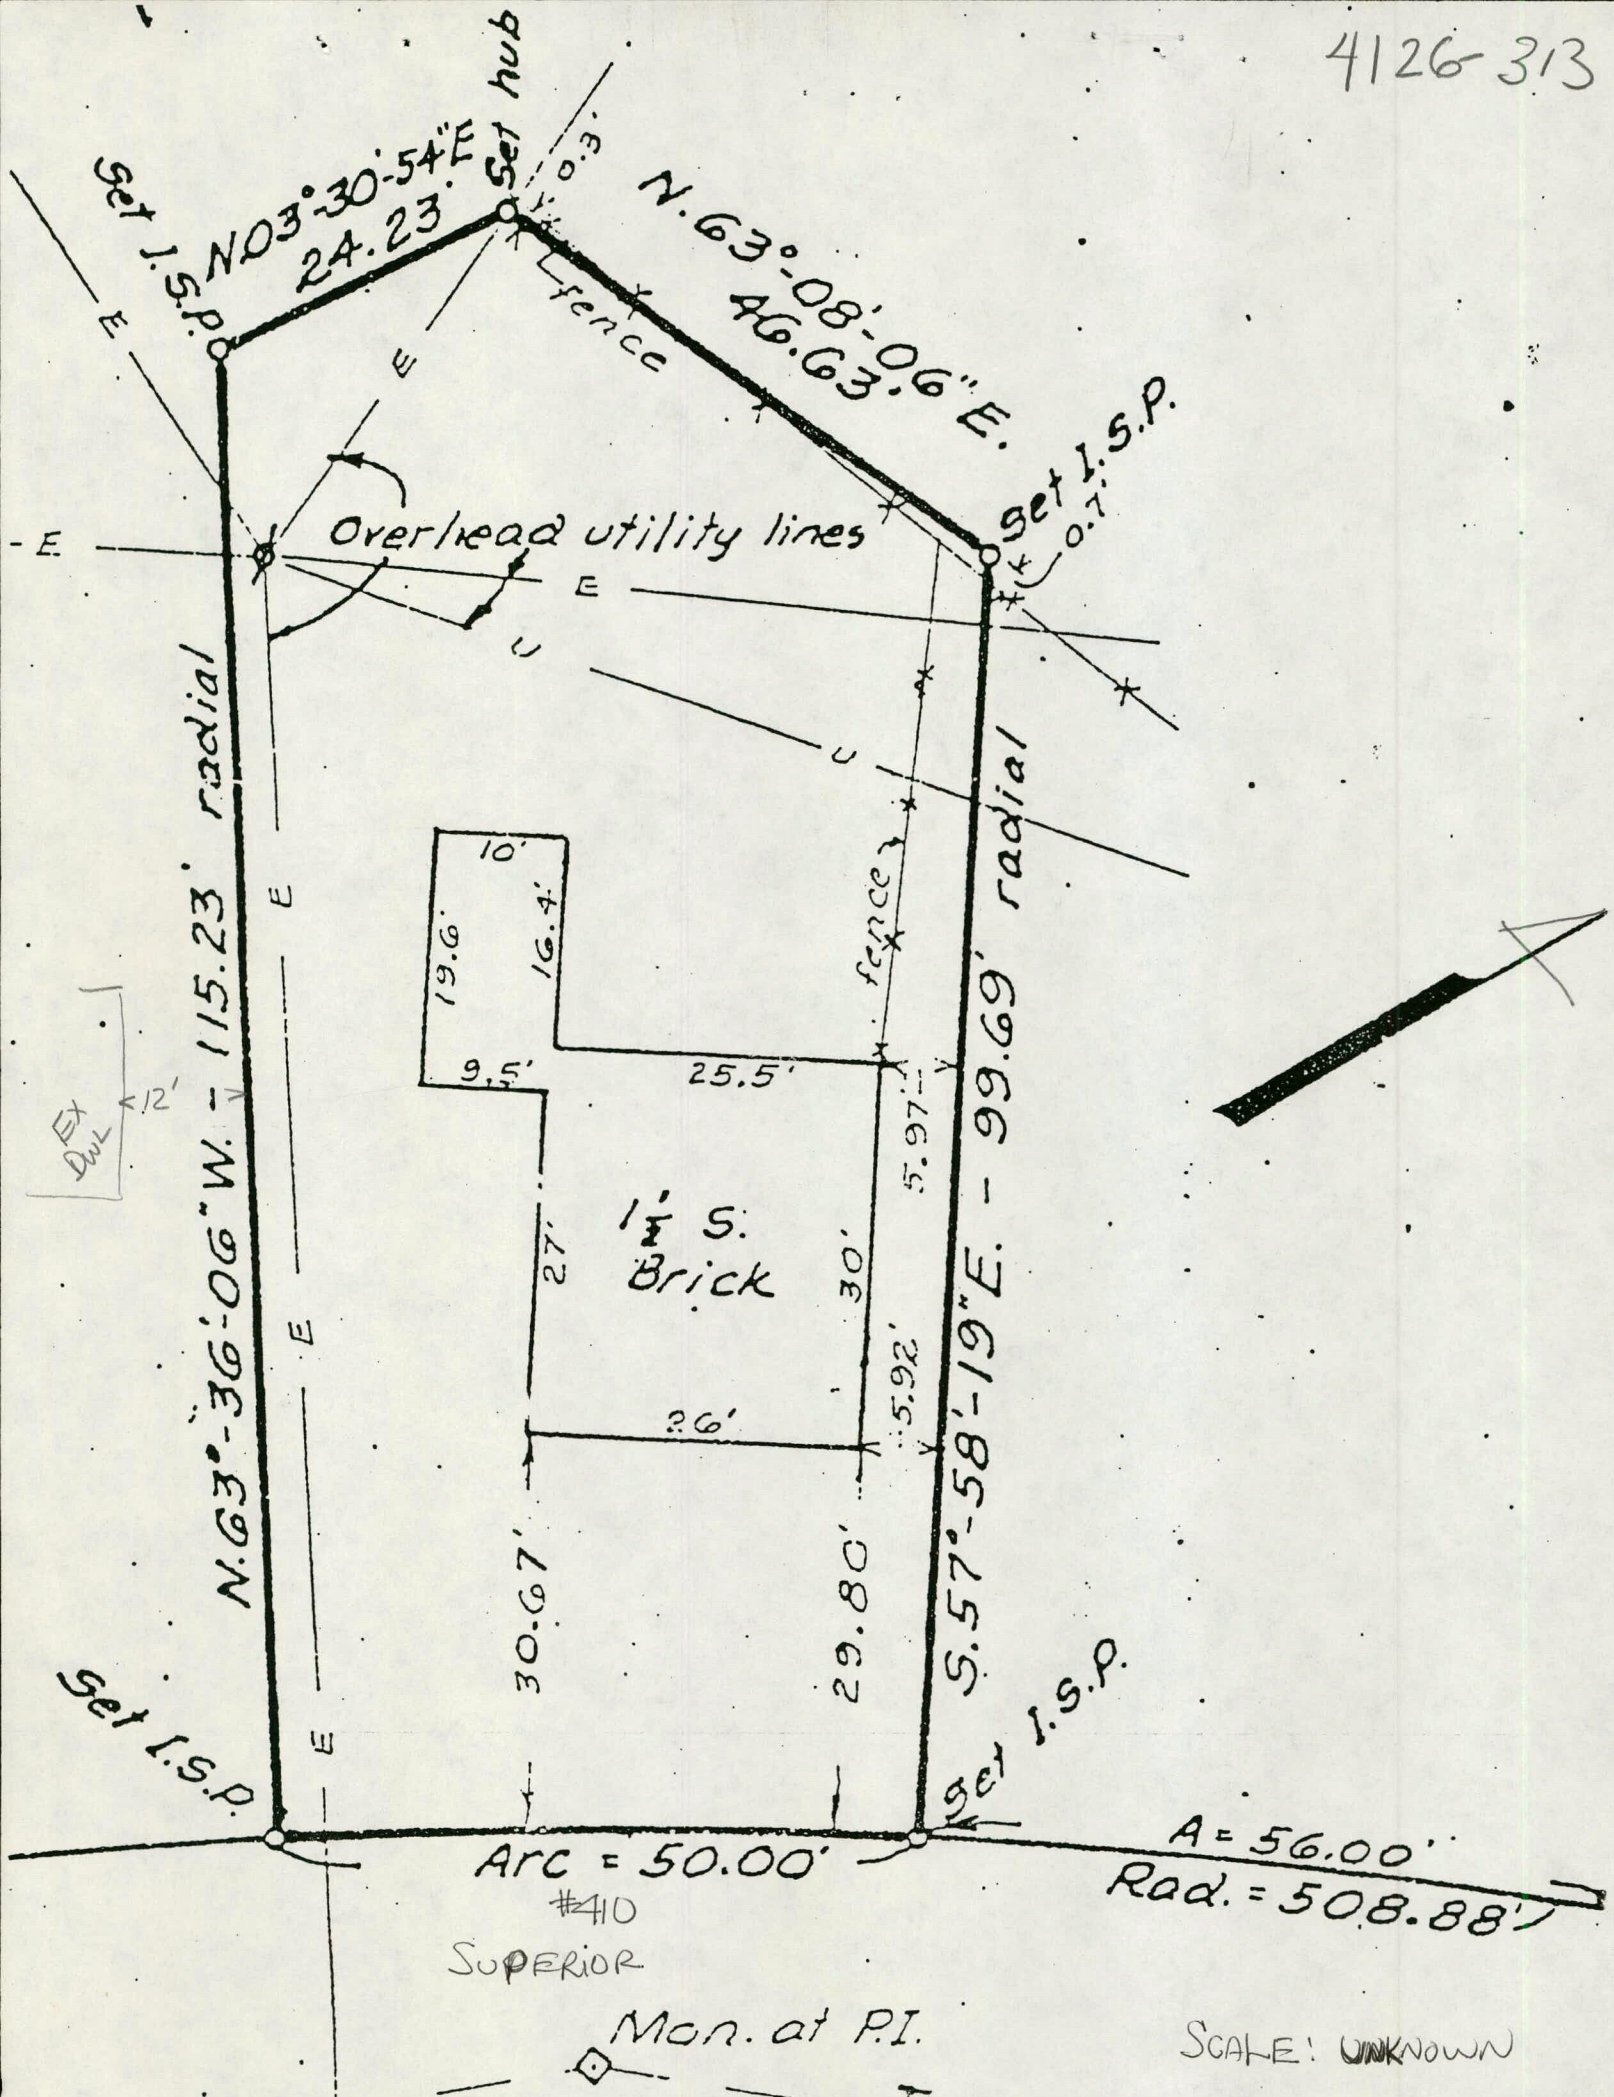 4126-313
Set hub
0.3'
N03°-30'-54"E
24.23'
Set I.S.P.
N.63°-08'-06" E.
46.63'
fence
E
E
Set I.S.P.
0.7'
Overhead utility lines
- E
E
U
U
N.63°-36'-06" W. - 115.23' radial
S.57°-58'-19"E. - 99.69' radial
10'
19.6'
16.4'
fence
9.5'
25.5'
5.97'
E
EX
DWL
12'
S.
Brick
27'
30'
E
5.92'
26'
30.67'
29.80'
Set I.S.P.
Set I.S.P.
E
Arc = 50.00'
A = 56.00'
Rad. = 508.88'
#410
SUPERIOR
Mon. at P.I.
SCALE: UNKNOWN